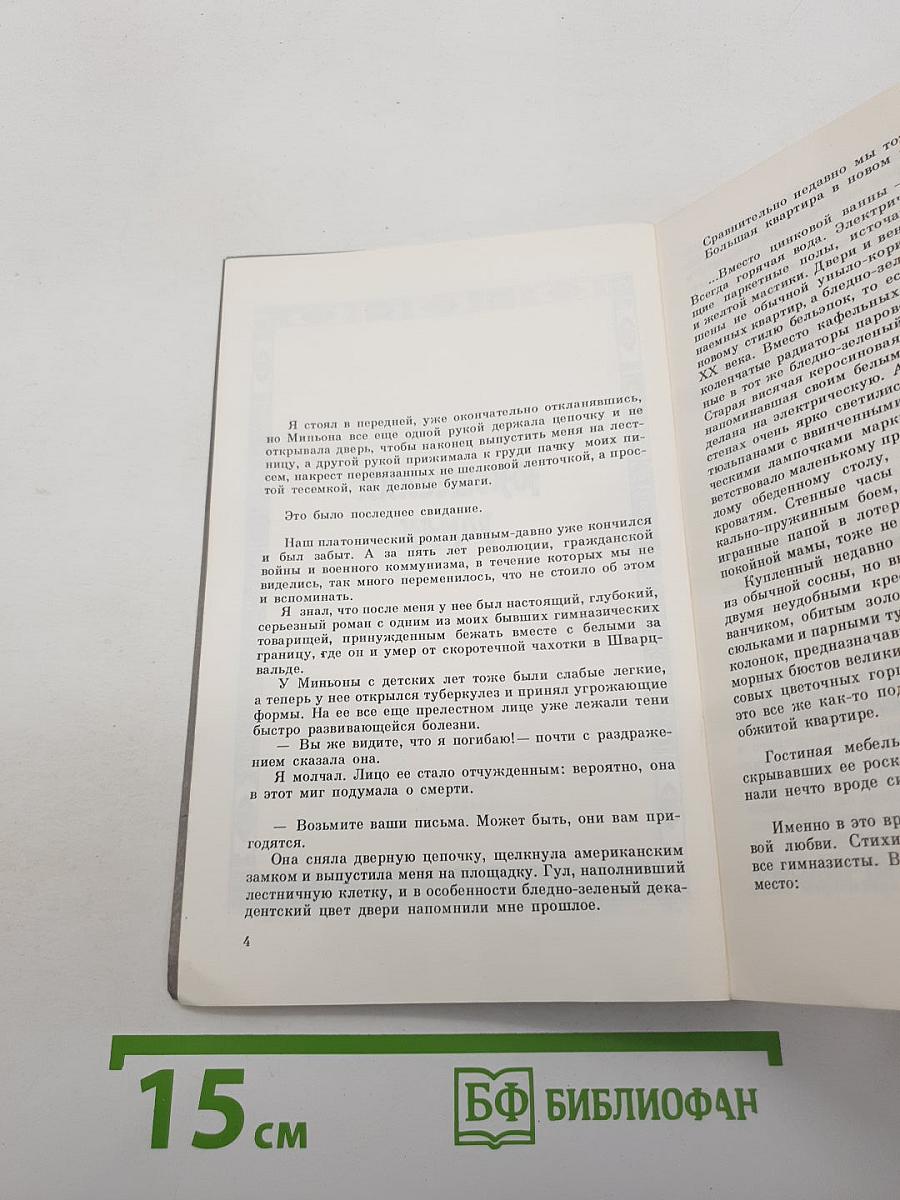 Я стоял в передней, уже окончательно откланявшись,
но Миньона все еще одной рукой держала цепочку и не
открывала дверь, чтобы наконец выпустить меня на лест-
ницу, а другой рукой прижимала к груди пачку моих пи-
сем, накрест перевязанных не шелковой ленточкой, а прос-
той тесемкой, как деловые бумаги.
Это было последнее свидание.
Наш платонический роман давным-давно уже кончился
и был забыт. А за пять лет революции, гражданской
войны и военного коммунизма, в течение которых мы не
виделись, так много переменилось, что не стоило об этом
и вспоминать.
Я знал, что после меня у нее был настоящий, глубокий,
серьезный роман с одним из моих бывших гимназических
товарищей, принужденным бежать вместе с белыми за
границу, где он и умер от скоротечной чахотки в Шварц-
вальде.
У Миньоны с детских лет тоже были слабые легкие,
а теперь у нее открылся туберкулез и принял угрожающие
формы. На ее все еще прелестном лице уже лежали тени
быстро развивающейся болезни.
— Вы же видите, что я погибаю!— почти с раздраже-
нием сказала она.
Я молчал. Лицо ее стало отчужденным: вероятно, она
в этот миг подумала о смерти.
— Возьмите ваши письма. Может быть, они вам при-
годятся.
Она сняла дверную цепочку, щелкнула американским
замком и выпустила меня на площадку. Гул, наполнивший
лестничную клетку, и в особенности бледно-зеленый дека-
дентский цвет двери напомнили мне прошлое.
4
Сравнительно недавно мы
Большая квартира в новом
...Вместо цинковой ванны —
Всегда горячая вода.
щие паркетные полы,
и желтой мастики. Двери и
шены не обычной
наемных квартир, а
новому стилю бельэпок, то
XX века. Вместо кафельных
коленчатые радиаторы
ные в тот же бледно-зеленый
Старая висячая керосиновая
напоминавшая своим
делана на электрическую.
стенах очень ярко
тюльпанами с ввинченными
ческими лампочками
ветствовало маленькому
лому обеденному столу,
кроватям. Стенные часы
кально-пружинным боем,
игранные папой в
покойной мамы, тоже не
Купленный недавно
из обычной сосны, но
двумя неудобными
ванчиком, обитым
сюльками и парными
колонок,
морных бюстов
совых цветочных
это все же как-то
обжитой квартире.
Гостиная
скрывавших ее
нали нечто вроде
Именно в это
вой любви. Стихи
все гимназисты. В
место:
15 см
БФ БИБЛИОФАН